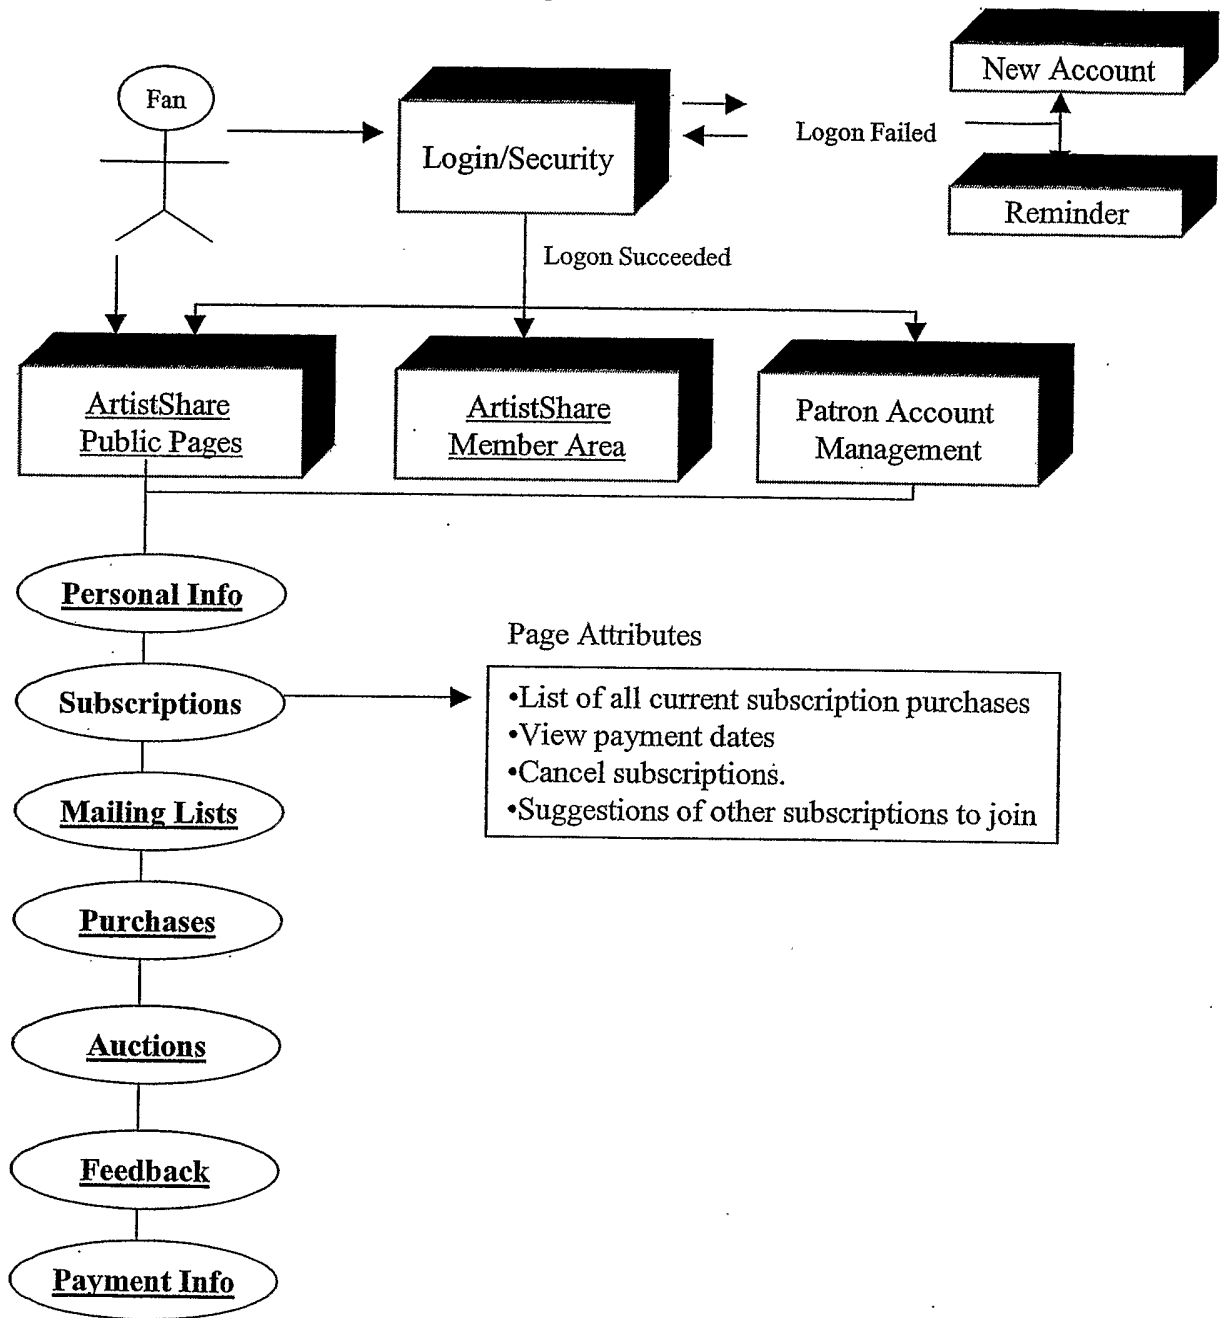 Fan
Login/Security
Logon Failed
New Account
Reminder
Logon Succeeded
ArtistShare
Public Pages
ArtistShare
Member Area
Patron Account
Management
Personal Info
Subscriptions
Mailing Lists
Purchases
Auctions
Feedback
Payment Info
Page Attributes
•List of all current subscription purchases
•View payment dates
•Cancel subscriptions.
•Suggestions of other subscriptions to join